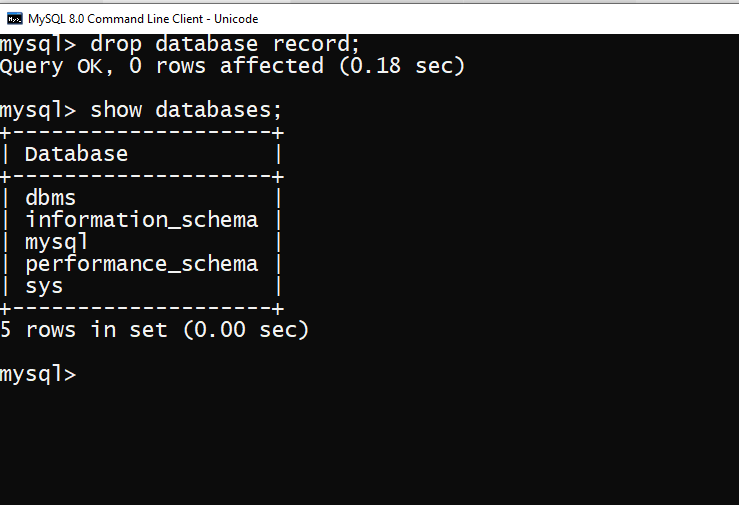 MySQL 8.0 Command Line Client - Unicode
mysql> drop database record;
Query OK, 0 rows affected (0.18 sec)
mysql> show databases;
+--------------------+
| Database           |
+--------------------+
| dbms               |
| information_schema |
| mysql              |
| performance_schema |
| sys                |
+--------------------+
5 rows in set (0.00 sec)
mysql>